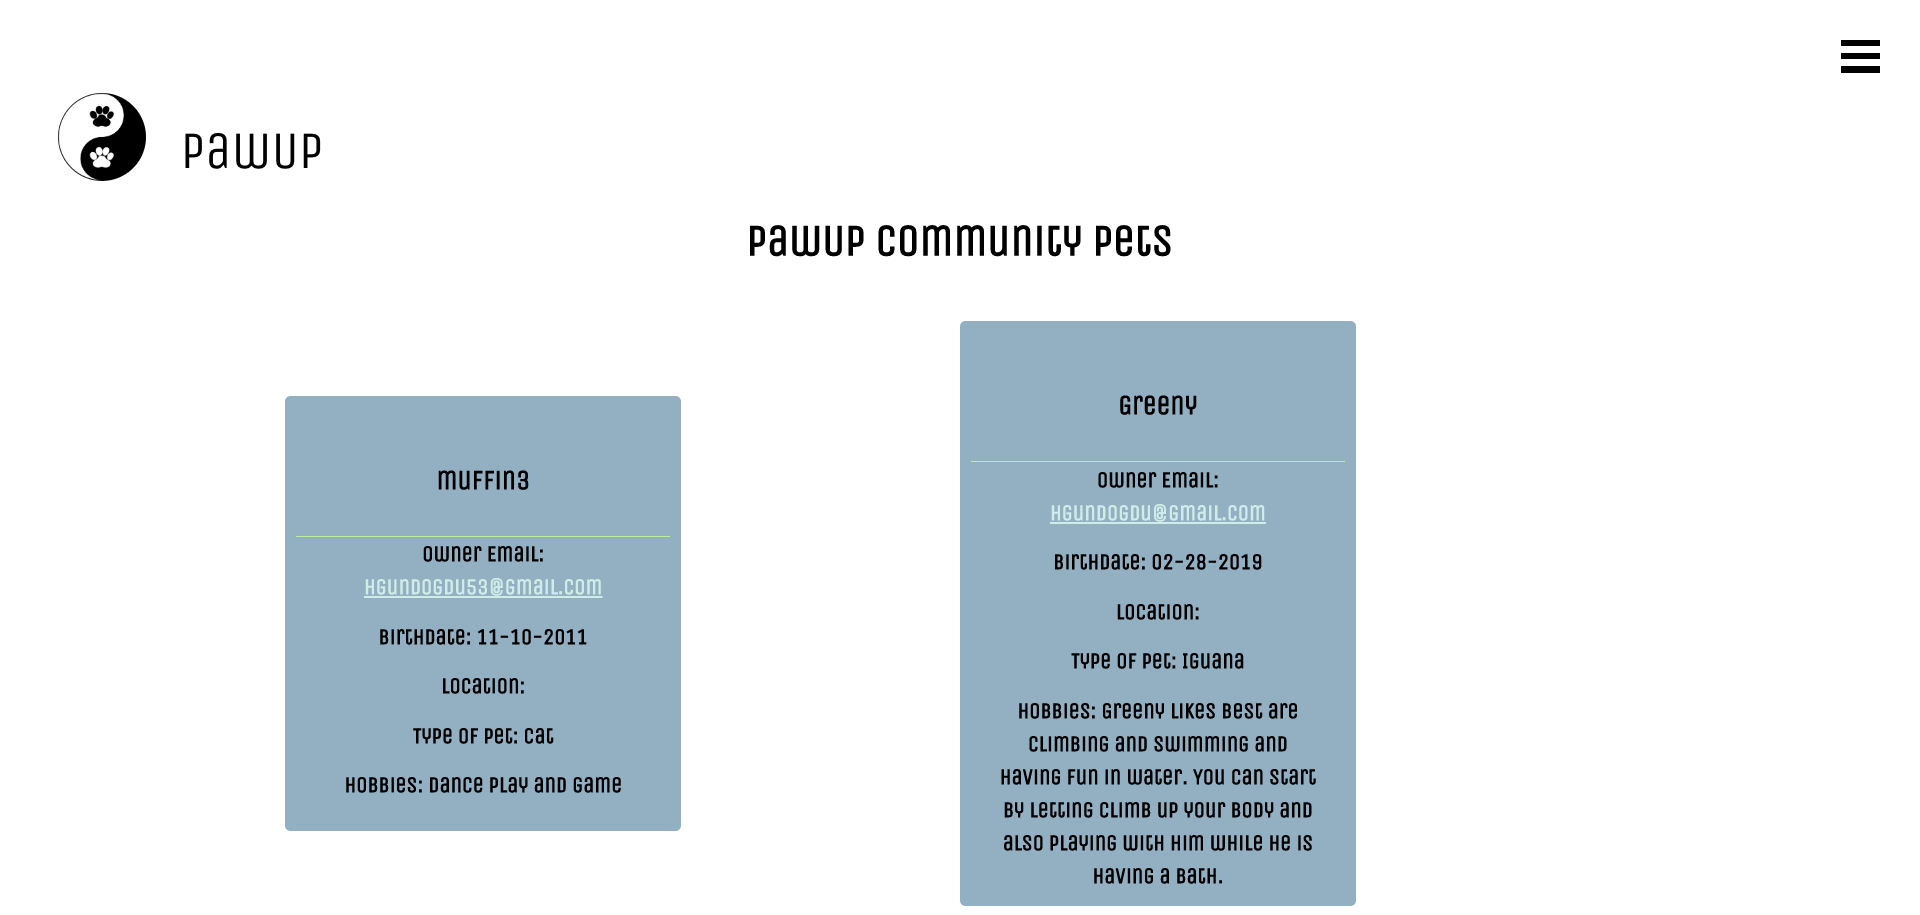 pawup
pawup community pets
muffin3
Owner Email:
Hgundogdu53@gmail.com
Birthdate: 11-10-2011
Location:
Type of Pet: Cat
Hobbies: Dance Play and Game
Greeny
Owner Email:
Hgundogdu@gmail.com
Birthdate: 02-28-2019
Location:
Type of Pet: Iguana
Hobbies: Greeny Likes Best are
Climbing and Swimming and
Having Fun in Water. You can Start
By Letting Climb up Your Body and
also Playing with Him While He is
Having a Bath.